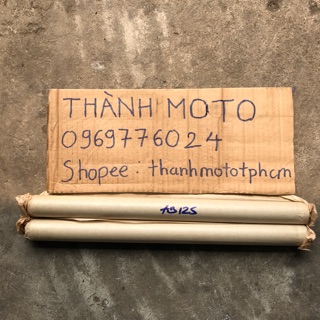 THÀNH MOTO
0969776024
Shopee : thanhmototphcm
AB125